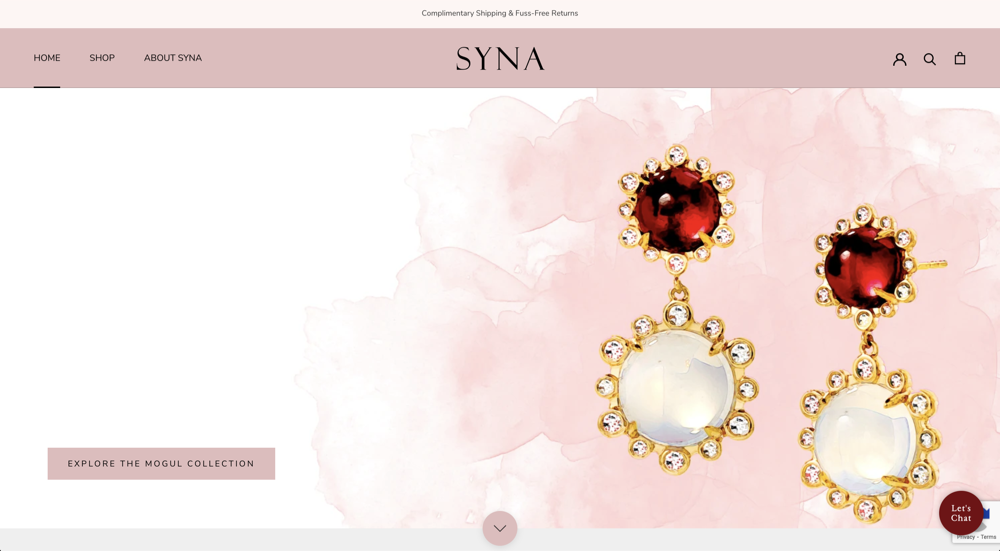 Complimentary Shipping & Fuss-Free Returns
HOME SHOP ABOUT SYNA
SYNA
EXPLORE THE MOGUL COLLECTION
Let's
Chat
Privacy - Terms